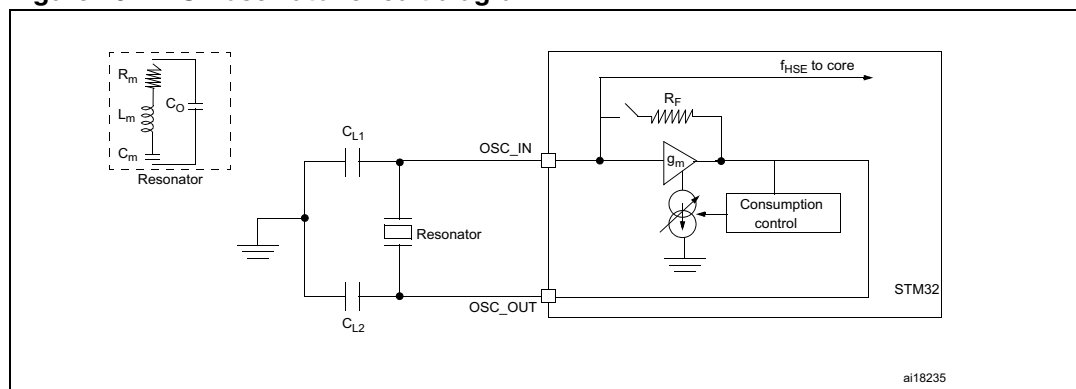 fHSE to core
Rm
RF
CO
Lm
CL1
OSC_IN
Cm
gm
Resonator
Consumption
control
Resonator
STM32
OSC_OUT
CL2
ai18235